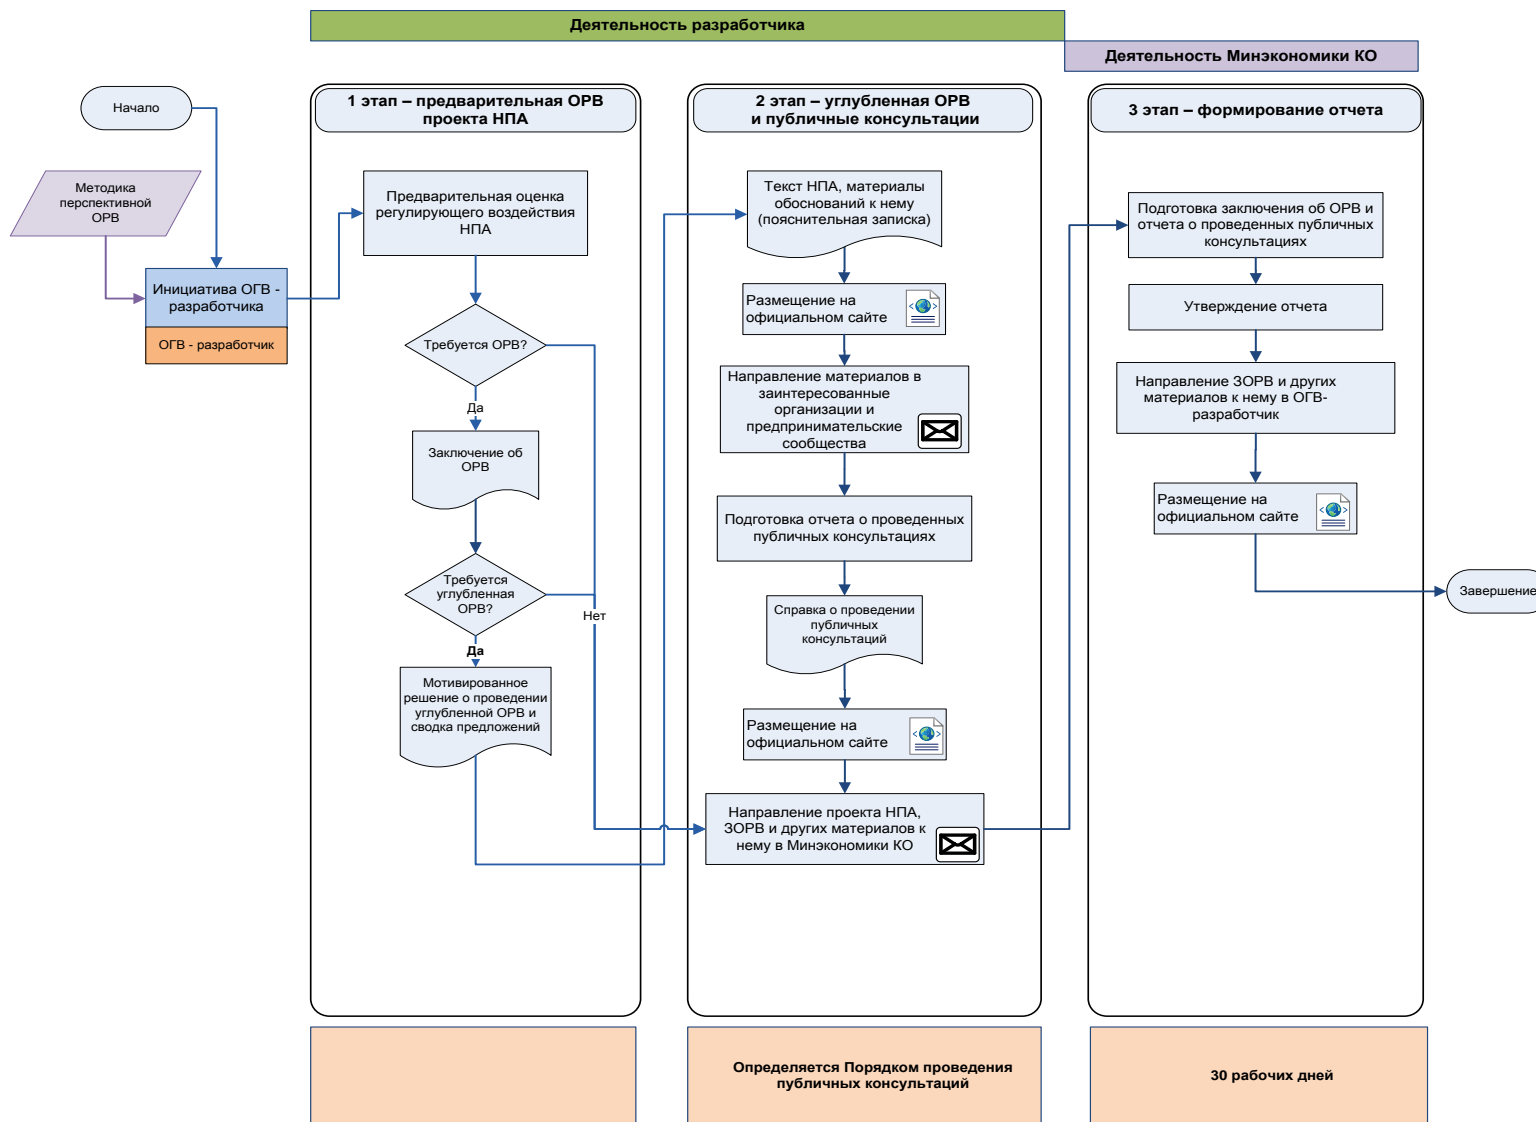 Деятельность разработчика
Деятельность Минэкономики КО
Начало
Методика
перспективной
ОРВ
Инициатива ОГВ -
разработчика
ОГВ - разработчик
1 этап – предварительная ОРВ
проекта НПА
Предварительная оценка
регулирующего воздействия
НПА
Требуется ОРВ?
Да
Заключение об
ОРВ
Требуется
углубленная
ОРВ?
Нет
Да
Мотивированное
решение о проведении
углубленной ОРВ и
сводка предложений
2 этап – углубленная ОРВ
и публичные консультации
Текст НПА, материалы
обоснований к нему
(пояснительная записка)
Размещение на
официальном сайте
Направление материалов в
заинтересованные
организации и
предпринимательские
сообщества
Подготовка отчета о проведенных
публичных консультациях
Справка о проведении
публичных
консультаций
Размещение на
официальном сайте
Направление проекта НПА,
ЗОРВ и других материалов к
нему в Минэкономики КО
3 этап – формирование отчета
Подготовка заключения об ОРВ и
отчета о проведенных публичных
консультациях
Утверждение отчета
Направление ЗОРВ и других
материалов к нему в ОГВ-
разработчик
Размещение на
официальном сайте
Завершение
Определяется Порядком проведения
публичных консультаций
30 рабочих дней